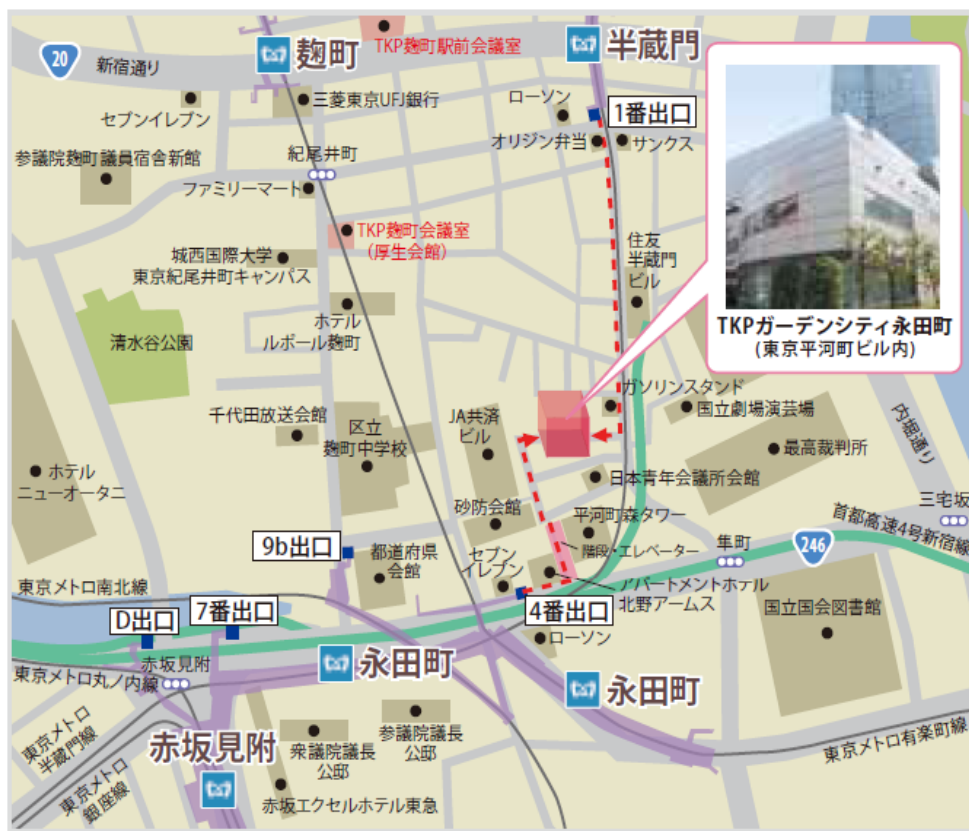 20
新宿通り
麹町
TKP麹町駅前会議室
半蔵門
セブンイレブン
三菱東京UFJ銀行
ローソン
1番出口
オリジン弁当
サンクス
参議院麹町議員宿舎新館
紀尾井町
ファミリーマート
TKP麹町会議室
(厚生会館)
城西国際大学
東京紀尾井町キャンパス
住友
半蔵門
ビル
TKPガーデンシティ永田町
(東京平河町ビル内)
清水谷公園
ホテル
ルポール麹町
ガソリンスタンド
国立劇場演芸場
千代田放送会館
区立
麹町中学校
JA共済
ビル
内堀通り
最高裁判所
ホテル
ニューオータニ
日本青年会議所会館
砂防会館
平河町森タワー
三宅坂
首都高速4号新宿線
9b出口
都道府県
会館
セブン
イレブン
階段・エレベーター
隼町
246
東京メトロ南北線
アパートメントホテル
北野アームス
国立国会図書館
D出口
7番出口
4番出口
ローソン
赤坂見附
東京メトロ丸ノ内線
永田町
永田町
東京メトロ
半蔵門線
赤坂見附
衆議院議長
公邸
参議院議長
公邸
東京メトロ有楽町線
東京メトロ
銀座線
赤坂エクセルホテル東急